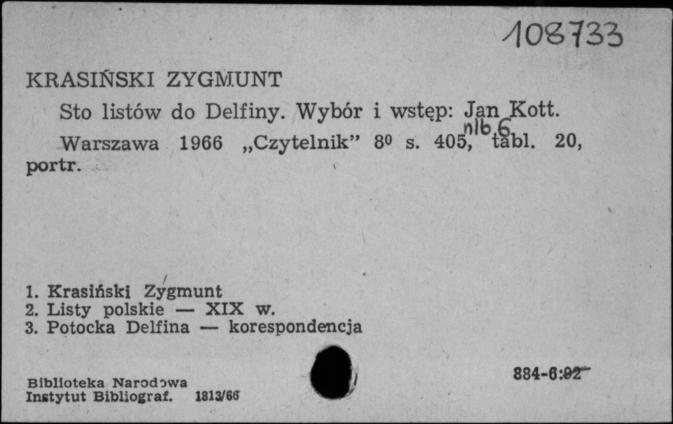 108733
KRASIŃSKI ZYGMUNT
Sto listów do Delfiny. Wybór i wstęp: Jan Kott.
nlb 6
Warszawa 1966 „Czytelnik” 8⁰ s. 405, tabl. 20,
portr.
1. Krasiński Zygmunt
2. Listy polskie — XIX w.
3. Potocka Delfina — korespondencja
884-6:92
Biblioteka Narodowa
Instytut Bibliograf. 1813/66